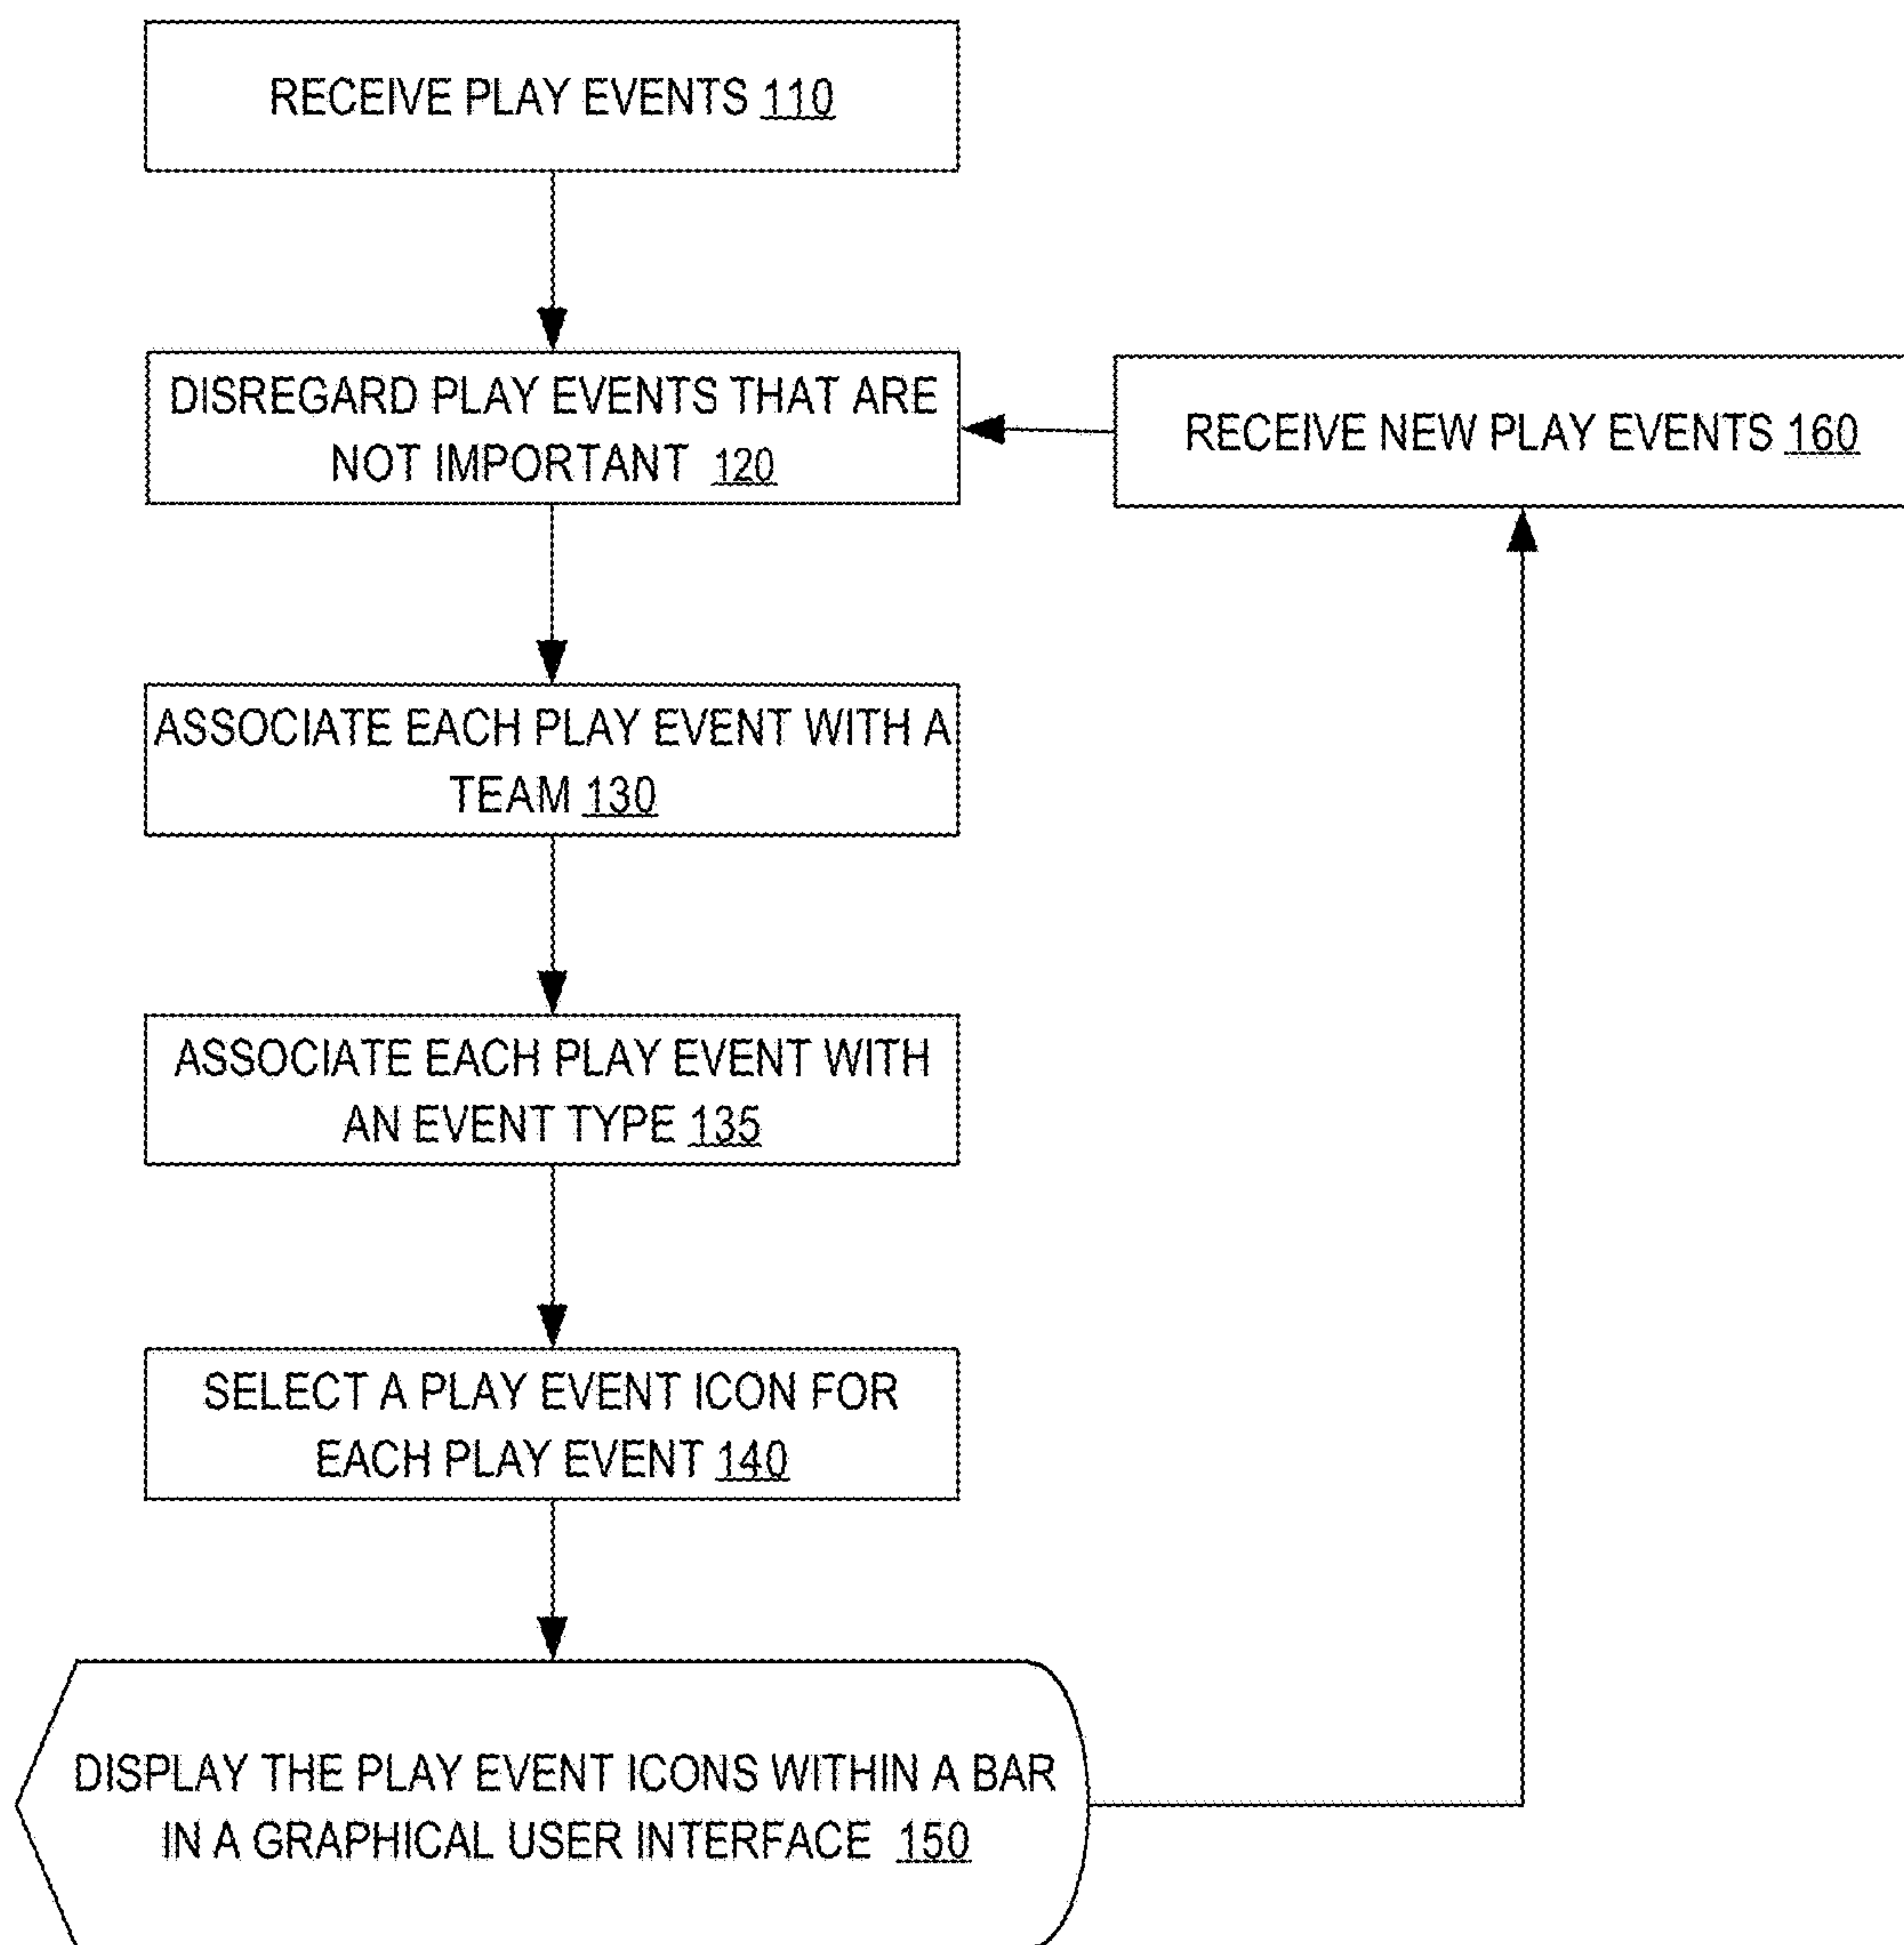 RECEIVE PLAY EVENTS 110
DISREGARD PLAY EVENTS THAT ARE
NOT IMPORTANT 120
RECEIVE NEW PLAY EVENTS 160
ASSOCIATE EACH PLAY EVENT WITH A
TEAM 130
ASSOCIATE EACH PLAY EVENT WITH
AN EVENT TYPE 135
SELECT A PLAY EVENT ICON FOR
EACH PLAY EVENT 140
DISPLAY THE PLAY EVENT ICONS WITHIN A BAR
IN A GRAPHICAL USER INTERFACE 150